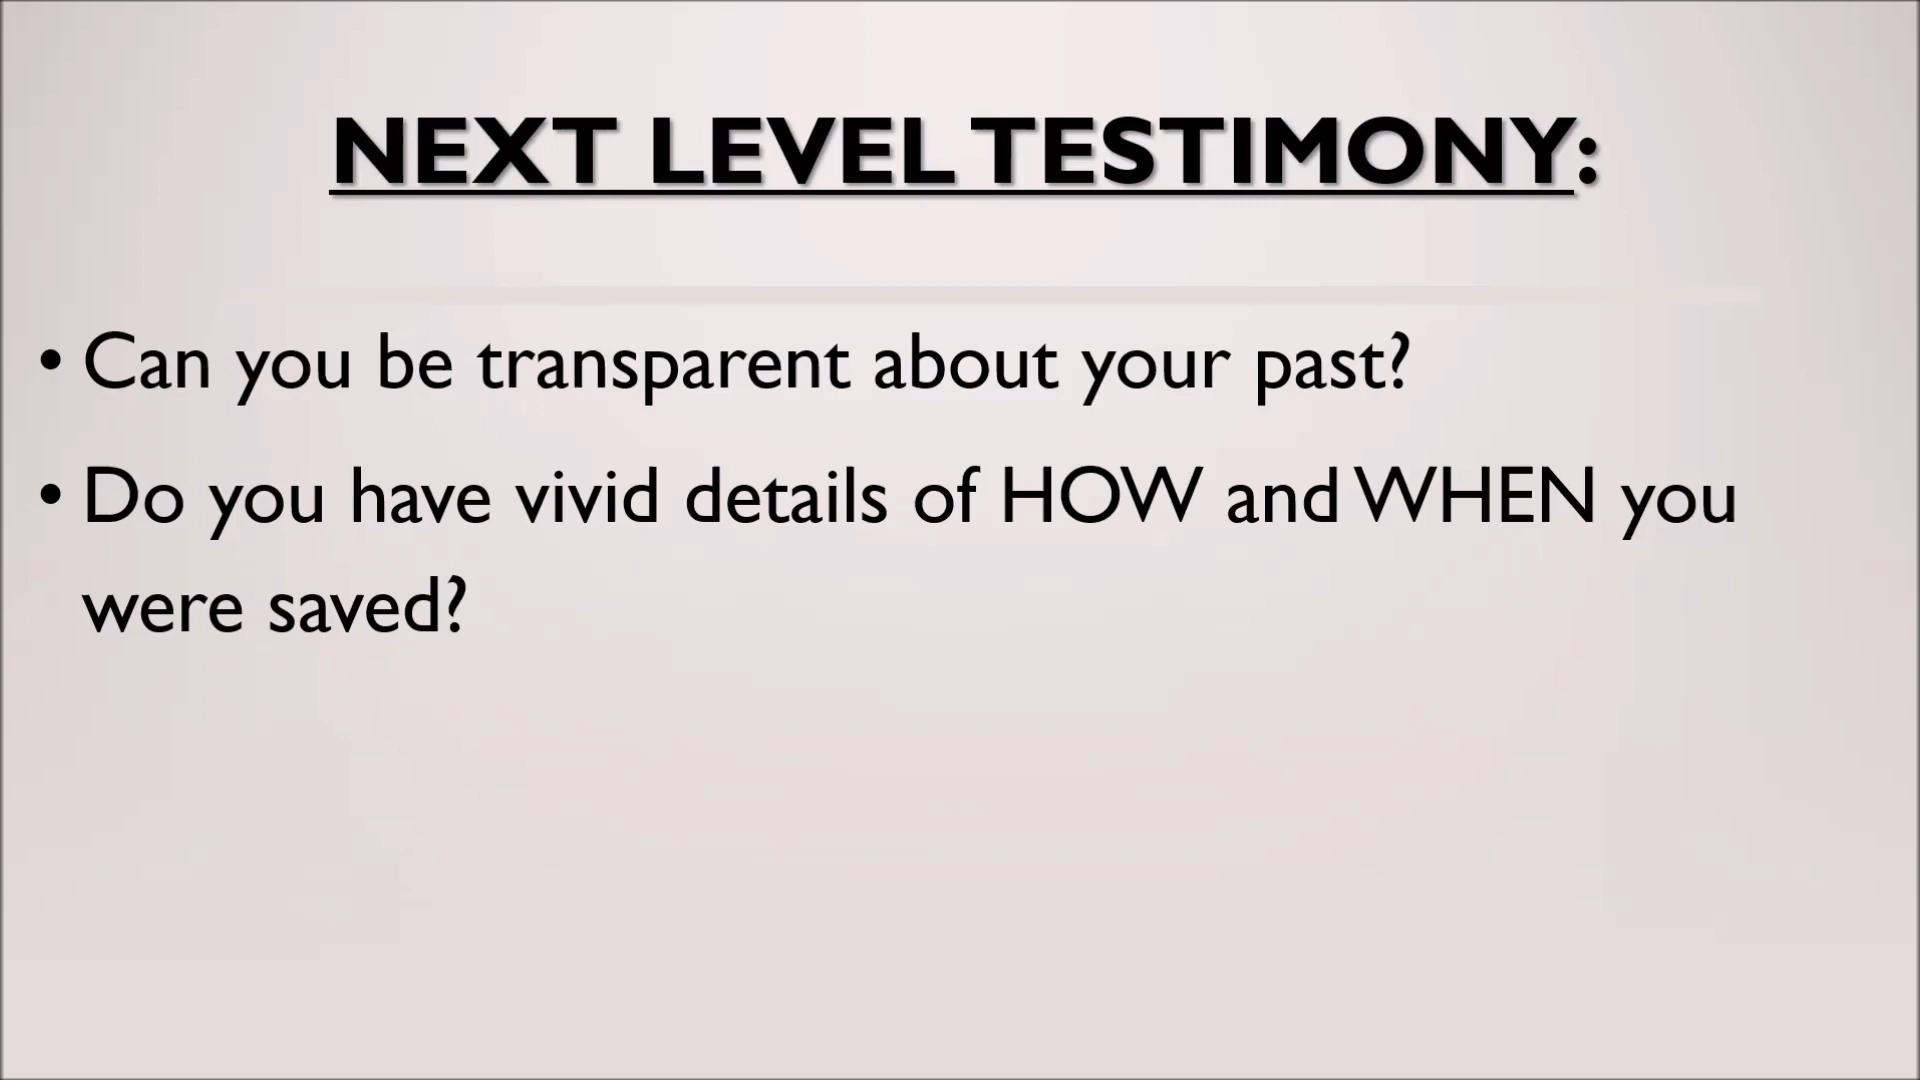 NEXT LEVEL TESTIMONY:
• Can you be transparent about your past?
• Do you have vivid details of HOW and WHEN you
were saved?